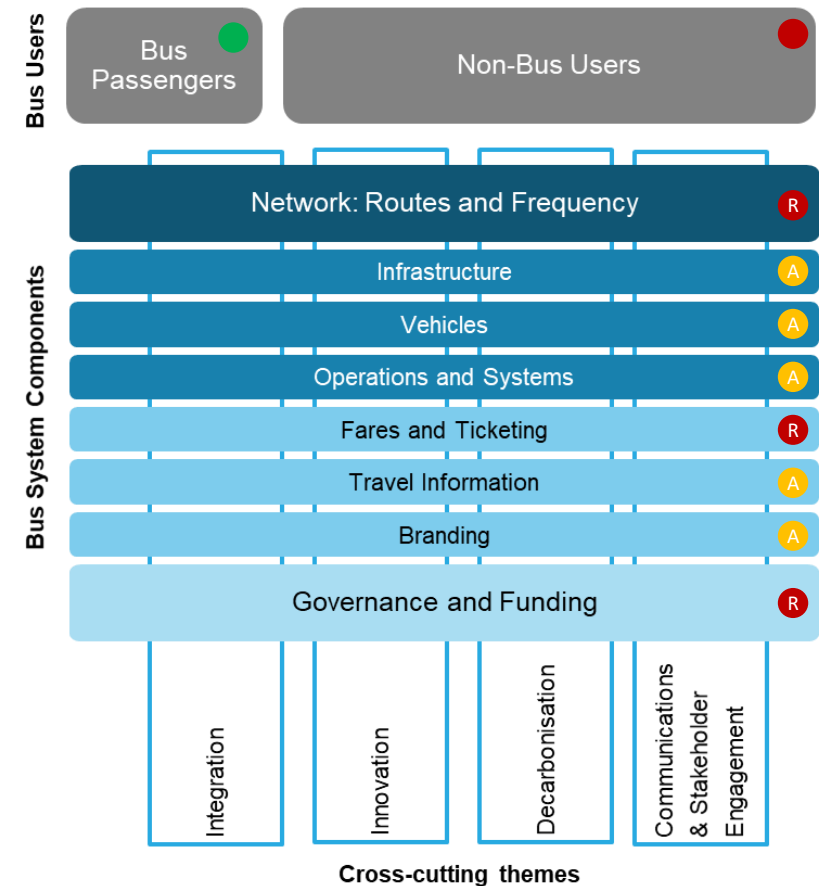 Bus Users
Bus
Passengers
Non-Bus Users
Bus System Components
Network: Routes and Frequency
R
Infrastructure
A
Vehicles
A
Operations and Systems
A
Fares and Ticketing
R
Travel Information
A
Branding
A
Governance and Funding
R
Integration
Innovation
Decarbonisation
Communications
& Stakeholder
Engagement
Cross-cutting themes